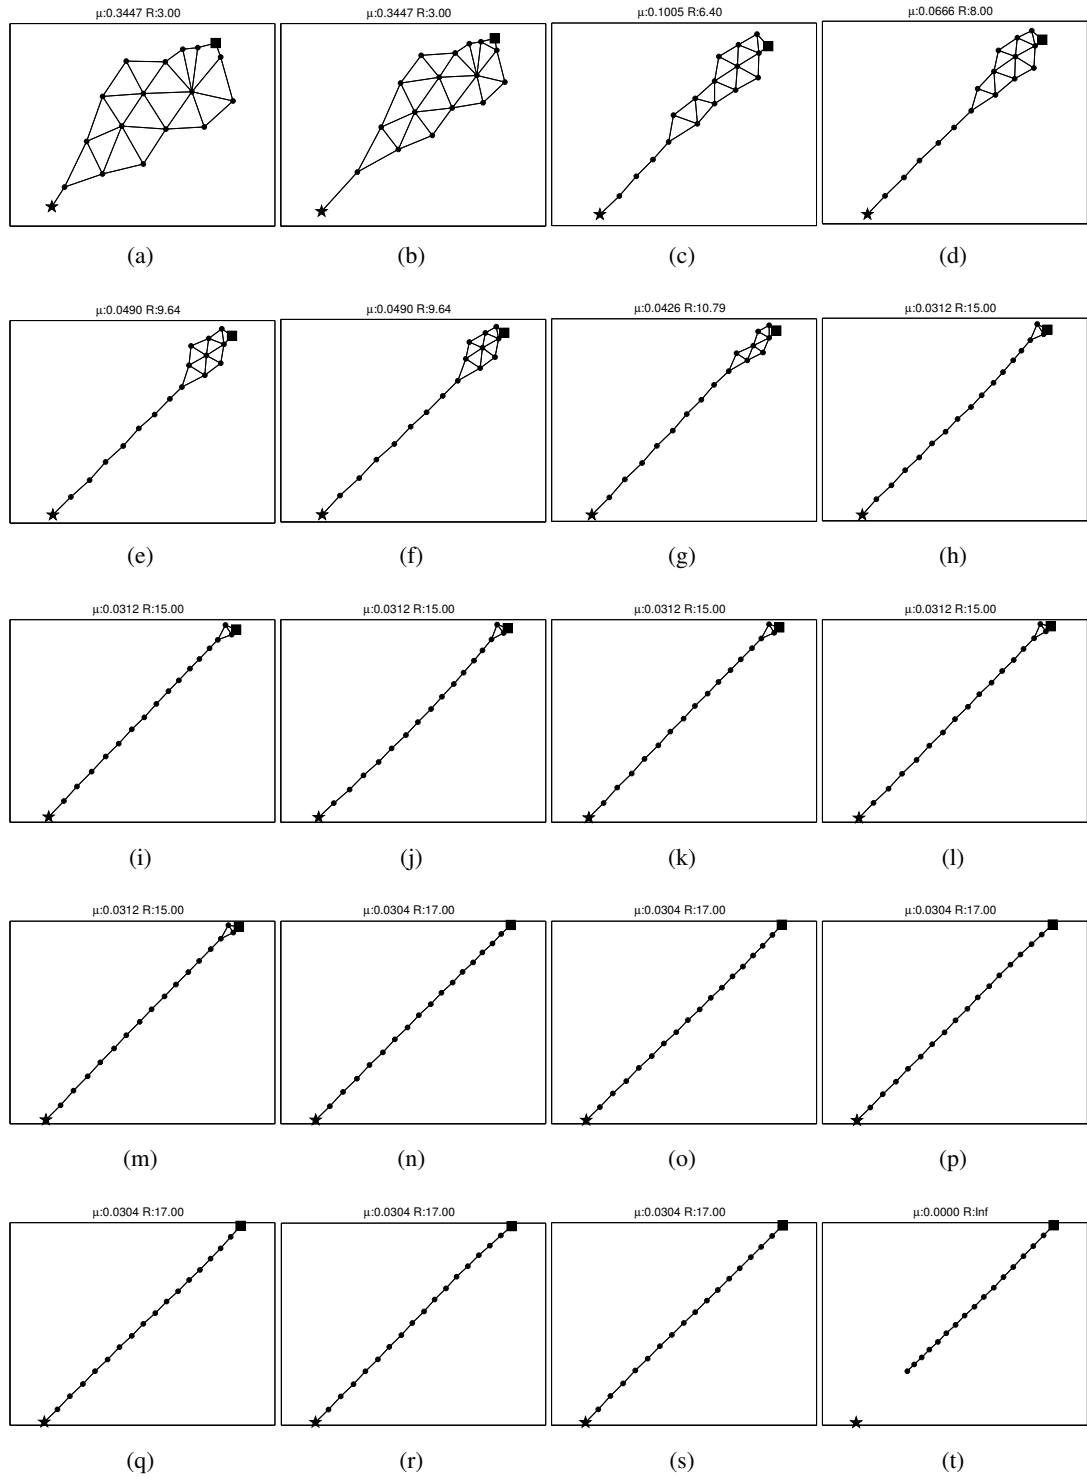 μ:0.3447 R:3.00 μ:0.3447 R:3.00 μ:0.1005 R:6.40 μ:0.0666 R:8.00
(a) (b) (c) (d)
μ:0.0490 R:9.64 μ:0.0490 R:9.64 μ:0.0426 R:10.79 μ:0.0312 R:15.00
(e) (f) (g) (h)
μ:0.0312 R:15.00 μ:0.0312 R:15.00 μ:0.0312 R:15.00 μ:0.0312 R:15.00
(i) (j) (k) (l)
μ:0.0312 R:15.00 μ:0.0304 R:17.00 μ:0.0304 R:17.00 μ:0.0304 R:17.00
(m) (n) (o) (p)
μ:0.0304 R:17.00 μ:0.0304 R:17.00 μ:0.0304 R:17.00 μ:0.0000 R:Inf
(q) (r) (s) (t)